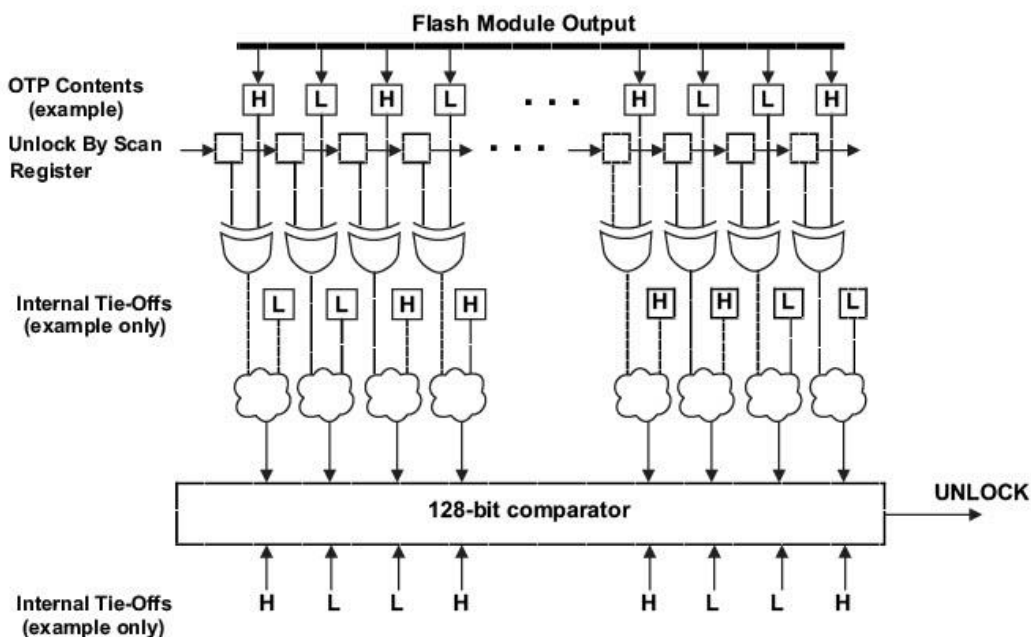 Flash Module Output
OTP Contents
(example)
H L H L . . . H L L H
Unlock By Scan
Register
. . .
Internal Tie-Offs
(example only)
L L H H H H L L
128-bit comparator
UNLOCK
Internal Tie-Offs
(example only)
H L L H H L L H